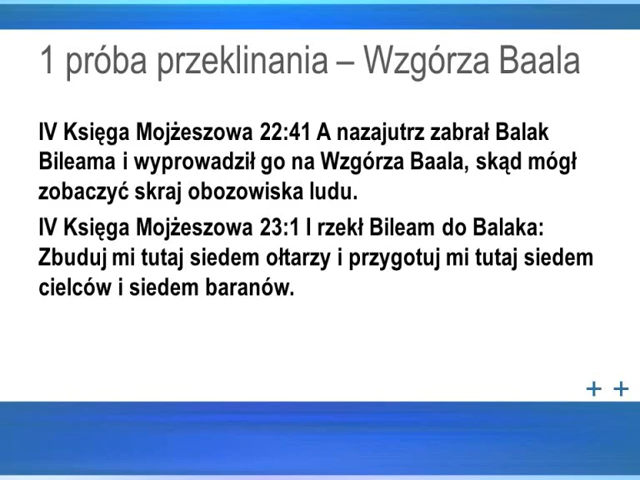 1 próba przeklinania – Wzgórza Baala
IV Księga Mojżeszowa 22:41 A nazajutrz zabrał Balak
Bileama i wyprowadził go na Wzgórza Baala, skąd mógł
zobaczyć skraj obozowiska ludu.
IV Księga Mojżeszowa 23:1 I rzekł Bileam do Balaka:
Zbuduj mi tutaj siedem ołtarzy i przygotuj mi tutaj siedem
cielców i siedem baranów.
+ +